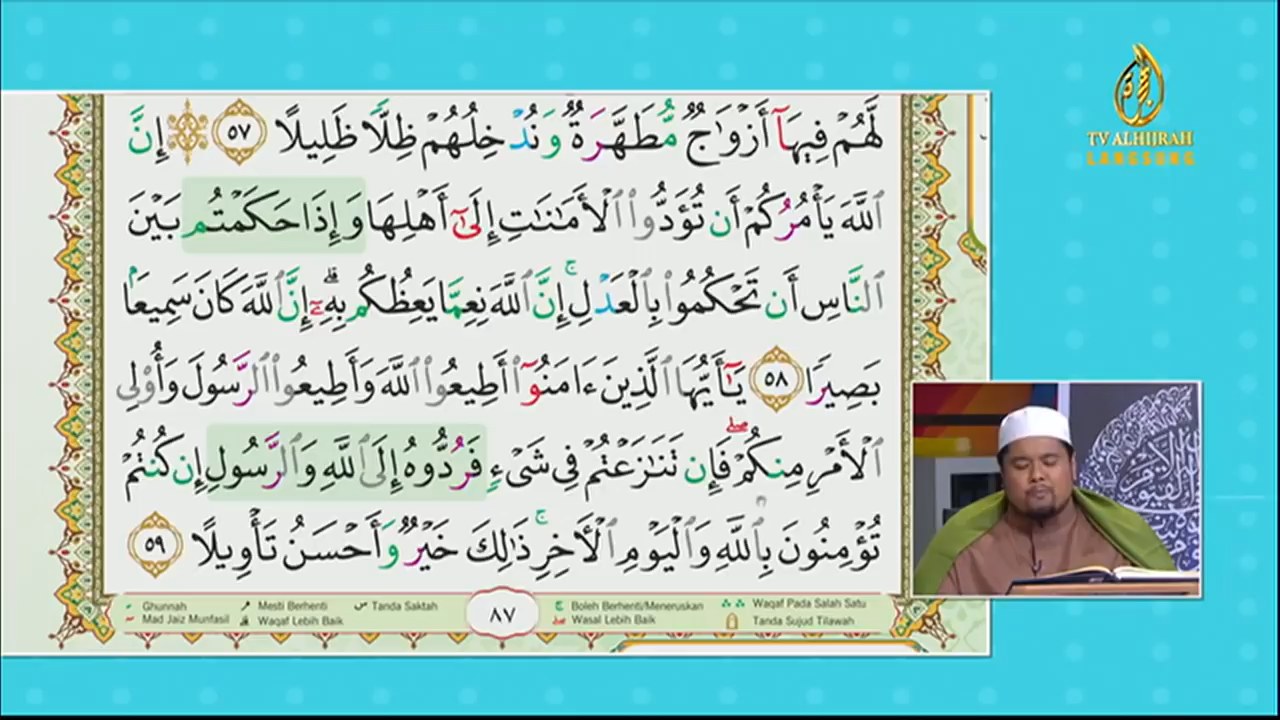 لَّهُمْ فِيهَآ أَزْوَٰجٌ مُّطَهَّرَةٌ وَنُدْخِلُهُمْ ظِلًّا ظَلِيلًا ٥٧ إِنَّ
ٱللَّهَ يَأْمُرُكُمْ أَن تُؤَدُّوا۟ ٱلْأَمَٰنَٰتِ إِلَىٰٓ أَهْلِهَا وَإِذَا حَكَمْتُم بَيْنَ
ٱلنَّاسِ أَن تَحْكُمُوا۟ بِٱلْعَدْلِ ۚ إِنَّ ٱللَّهَ نِعِمَّا يَعِظُكُم بِهِۦٓ ۗ إِنَّ ٱللَّهَ كَانَ سَمِيعًۢا
بَصِيرًا ٥٨ يَٰٓأَيُّهَا ٱلَّذِينَ ءَامَنُوٓا۟ أَطِيعُوا۟ ٱللَّهَ وَأَطِيعُوا۟ ٱلرَّسُولَ وَأُو۟لِى
ٱلْأَمْرِ مِنكُمْ ۖ فَإِن تَنَٰزَعْتُمْ فِى شَىْءٍ فَرُدُّوهُ إِلَى ٱللَّهِ وَٱلرَّسُولِ إِن كُنتُمْ
تُؤْمِنُونَ بِٱللَّهِ وَٱلْيَوْمِ ٱلْأَخِرِ ۚ ذَٰلِكَ خَيْرٌ وَأَحْسَنُ تَأْوِيلًا ٥٩
Ghunnah Mesti Berhenti Tanda Saktah ٨٧ Boleh Berhenti/Meneruskan Waqaf Pada Salah Satu
Mad Jaiz Munfasil Waqaf Lebih Baik Wasal Lebih Baik Tanda Sujud Tilawah
TV ALHIJRAH
LANGSUNG